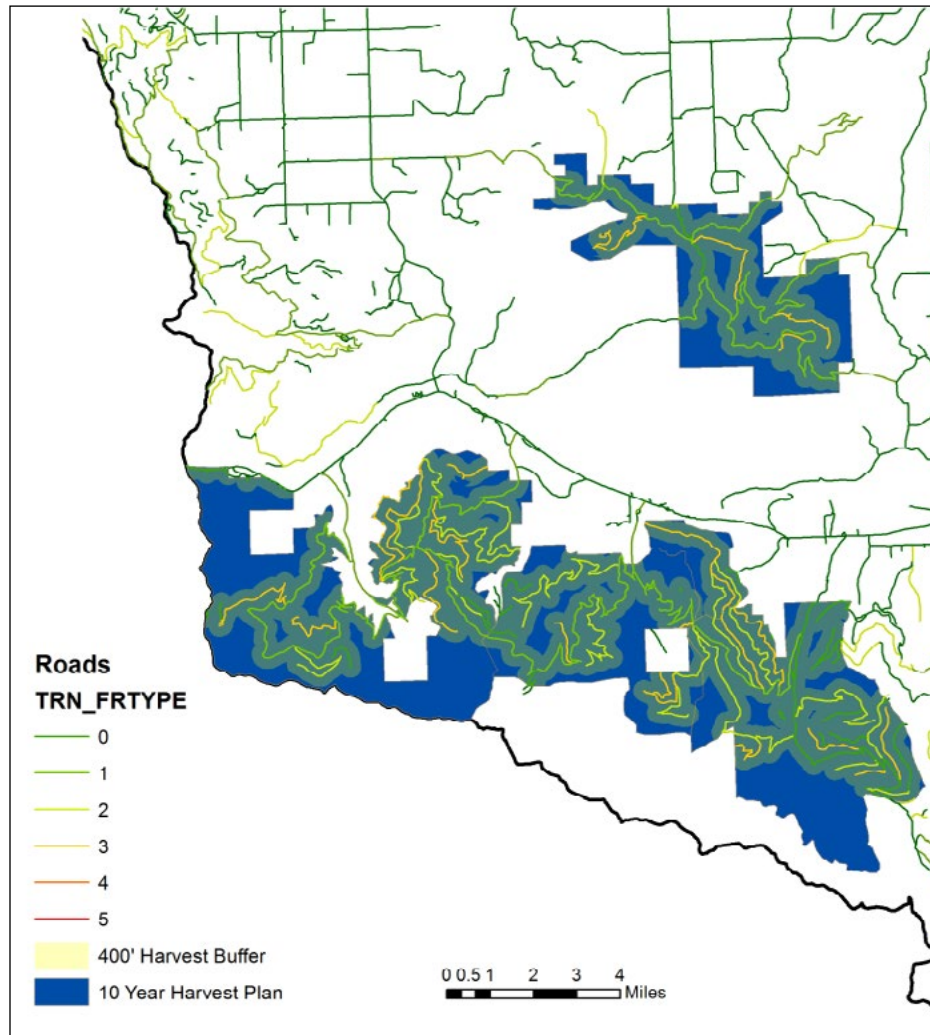 Roads
TRN_FRTYPE
0
1
2
3
4
5
400' Harvest Buffer
10 Year Harvest Plan
0 0.5 1 2 3 4
Miles